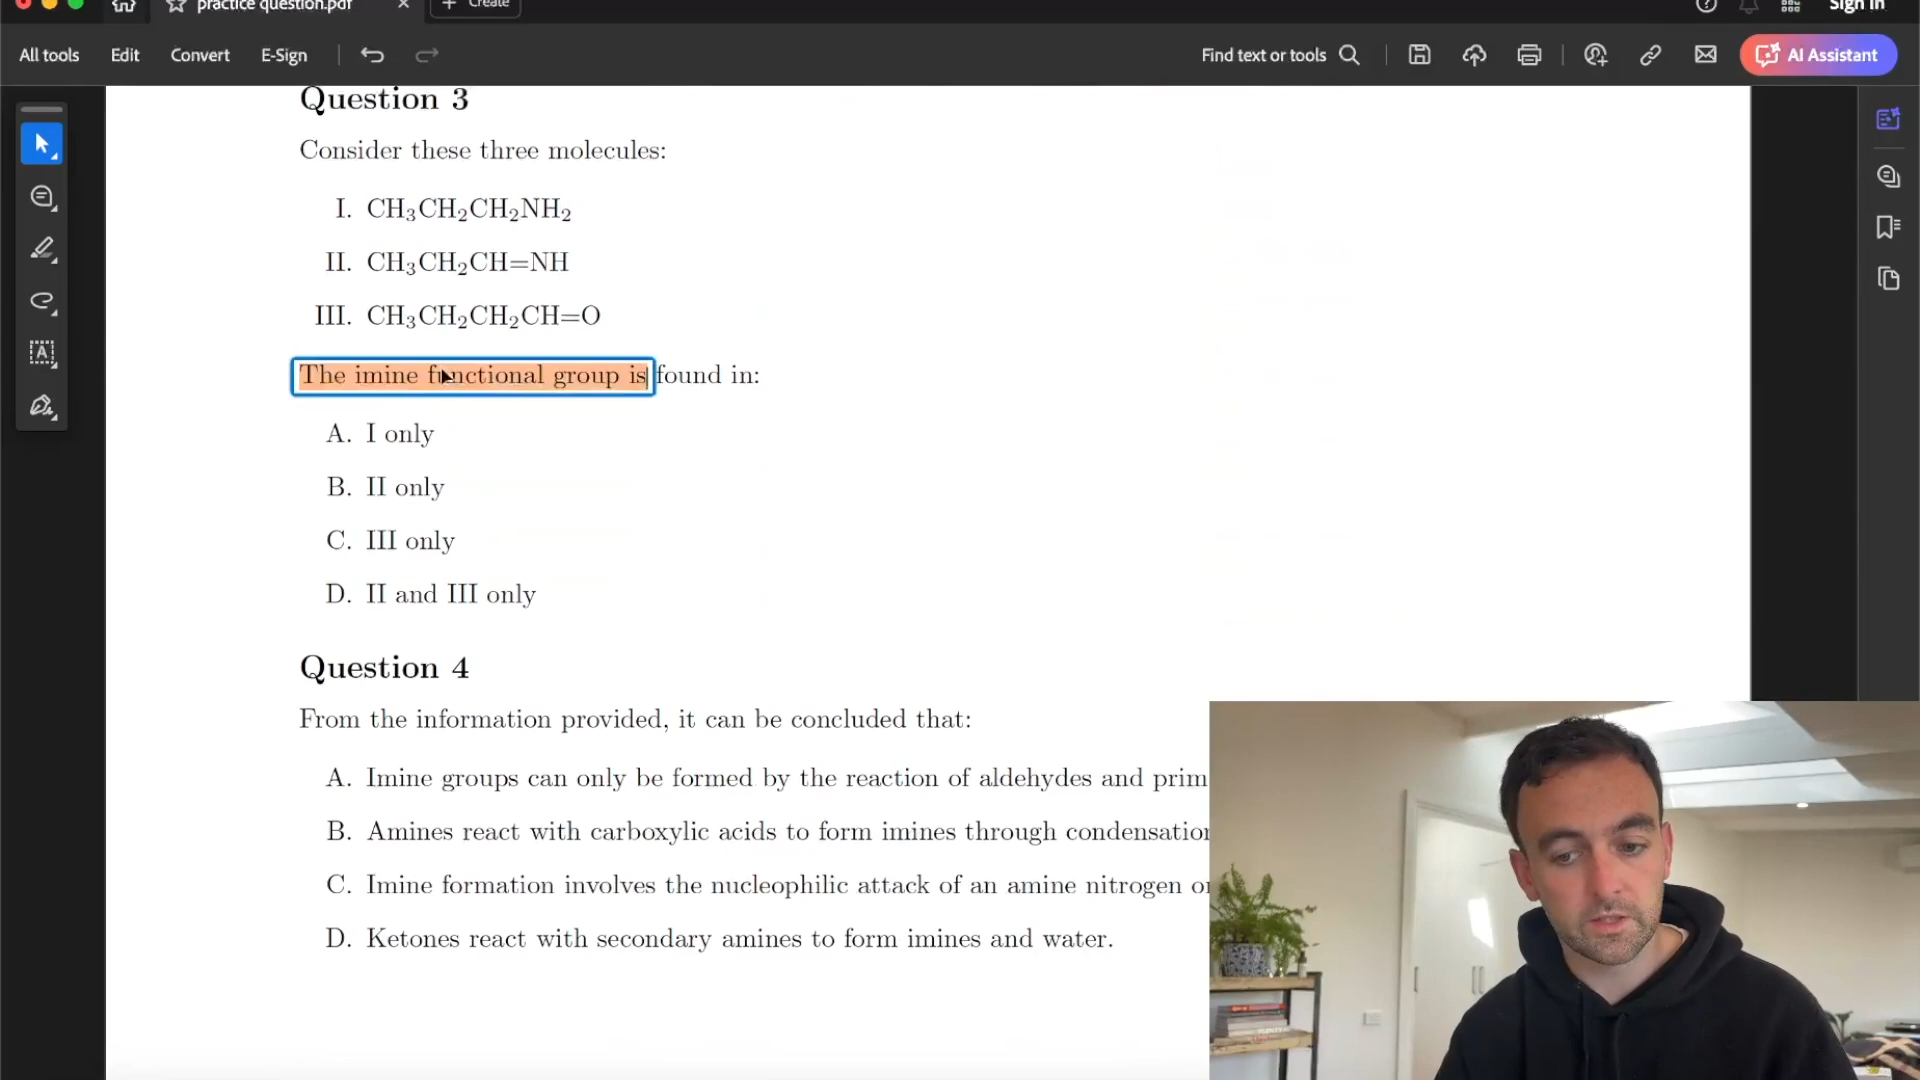 practice question.pdf
Create
Sign in
All tools Edit Convert E-Sign Find text or tools AI Assistant
Question 3
Consider these three molecules:
I. CH₃CH₂CH₂NH₂
II. CH₃CH₂CH=NH
III. CH₃CH₂CH₂CH=O
The imine functional group is found in:
A. I only
B. II only
C. III only
D. II and III only
Question 4
From the information provided, it can be concluded that:
A. Imine groups can only be formed by the reaction of aldehydes and prim
B. Amines react with carboxylic acids to form imines through condensation
C. Imine formation involves the nucleophilic attack of an amine nitrogen
D. Ketones react with secondary amines to form imines and water.